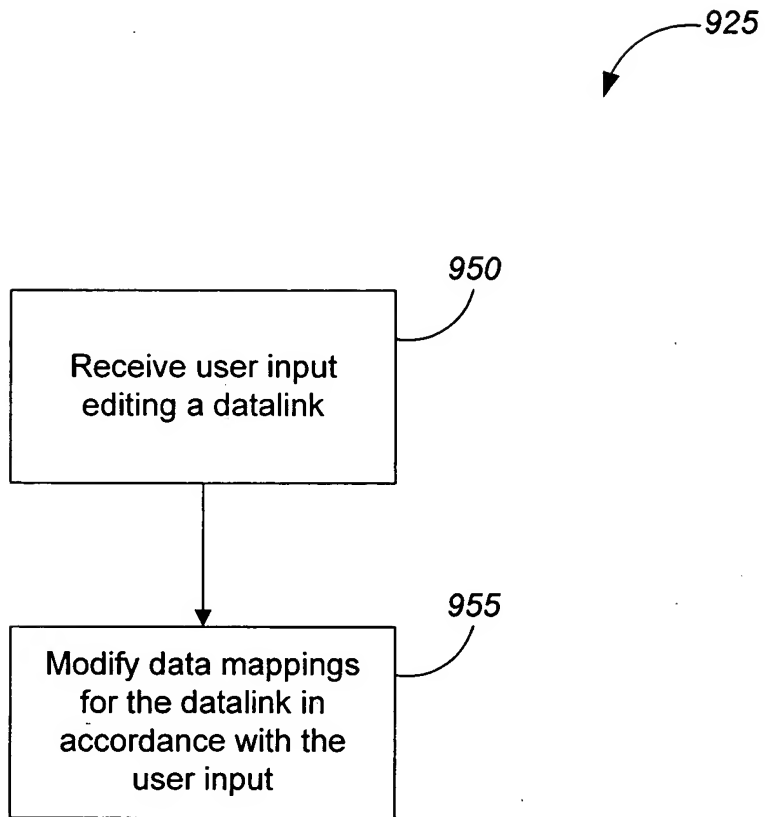 925
950
Receive user input
editing a datalink
955
Modify data mappings
for the datalink in
accordance with the
user input